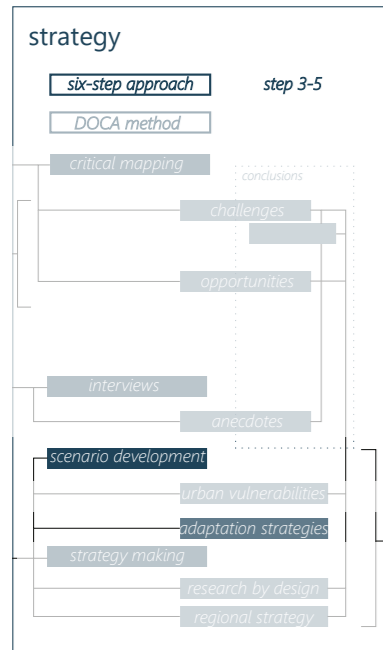 strategy
six-step approach step 3-5
DOCA method
critical mapping
conclusions
challenges
opportunities
interviews
anecdotes
scenario development
urban vulnerabilities
adaptation strategies
strategy making
research by design
regional strategy